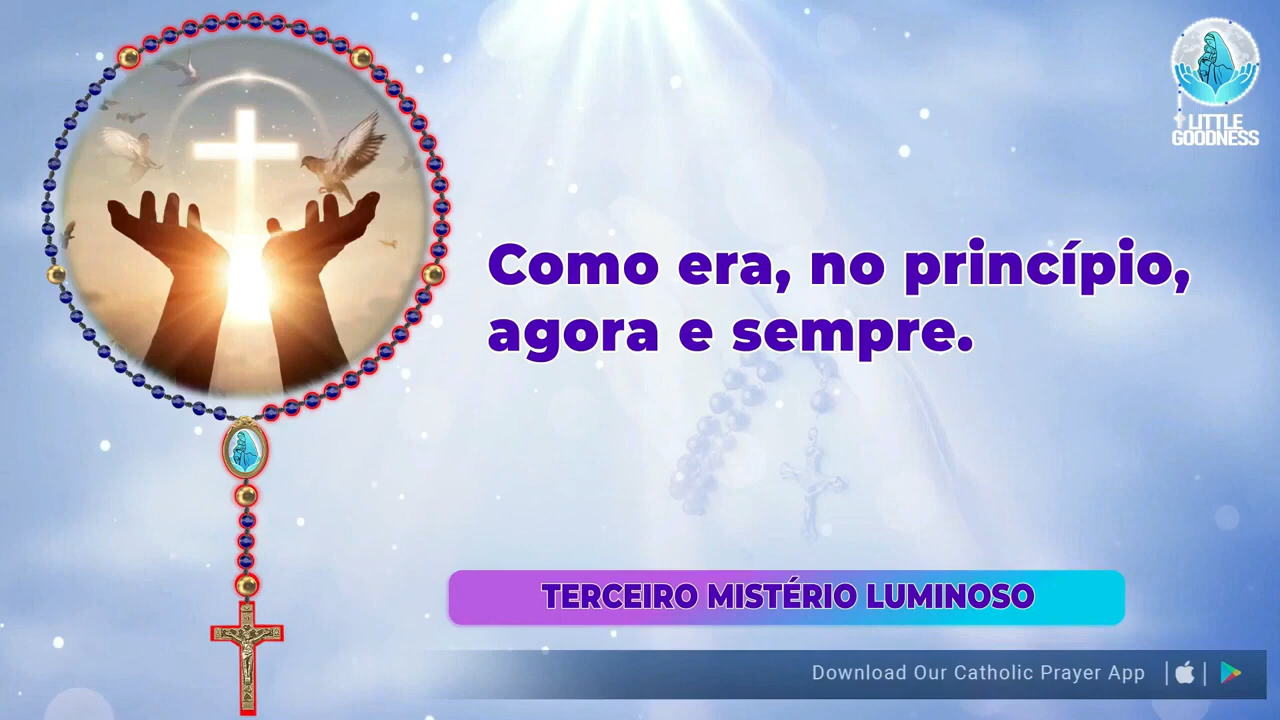 LITTLE
GOODNESS
Como era, no princípio,
agora e sempre.
TERCEIRO MISTÉRIO LUMINOSO
Download Our Catholic Prayer App